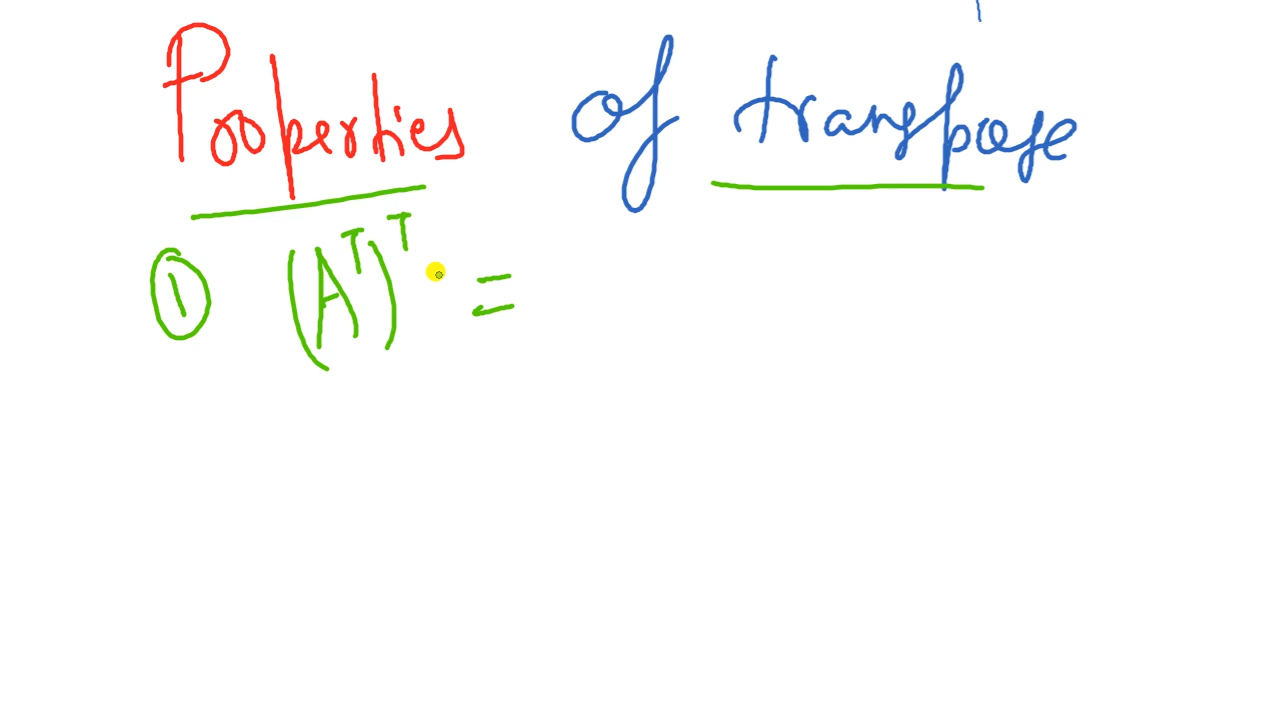 Properties of transpose
① (Aᵀ)ᵀ =